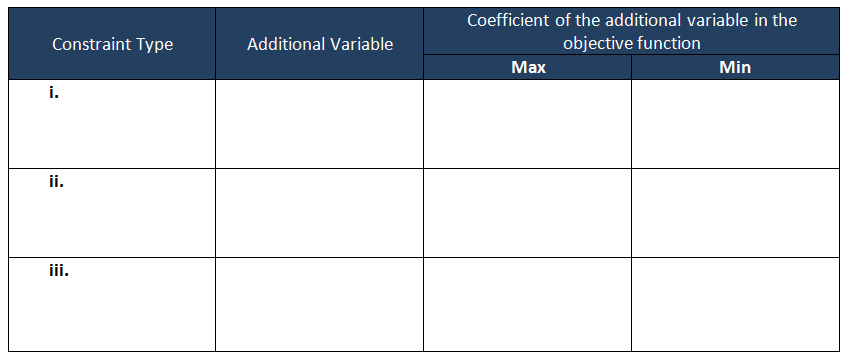 Constraint Type
Additional Variable
Coefficient of the additional variable in the
objective function
Max
Min
i.
ii.
iii.